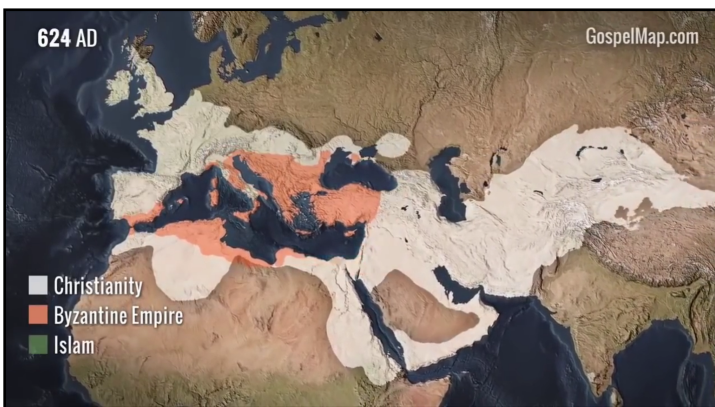 624 AD
GospelMap.com
Christianity
Byzantine Empire
Islam